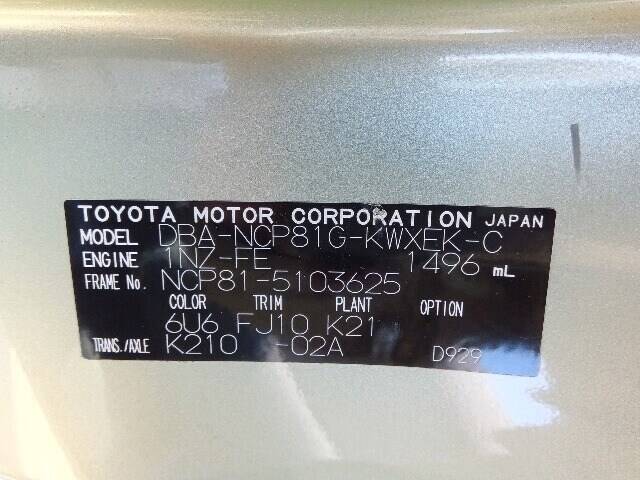 TOYOTA MOTOR CORPORATION JAPAN
MODEL DBA-NCP81G-KWXEK-C
ENGINE 1NZ-FE 1496 mL
FRAME No. NCP81-5103625
COLOR TRIM PLANT OPTION
6U6 FJ10 K21
TRANS./AXLE K210 -02A D929